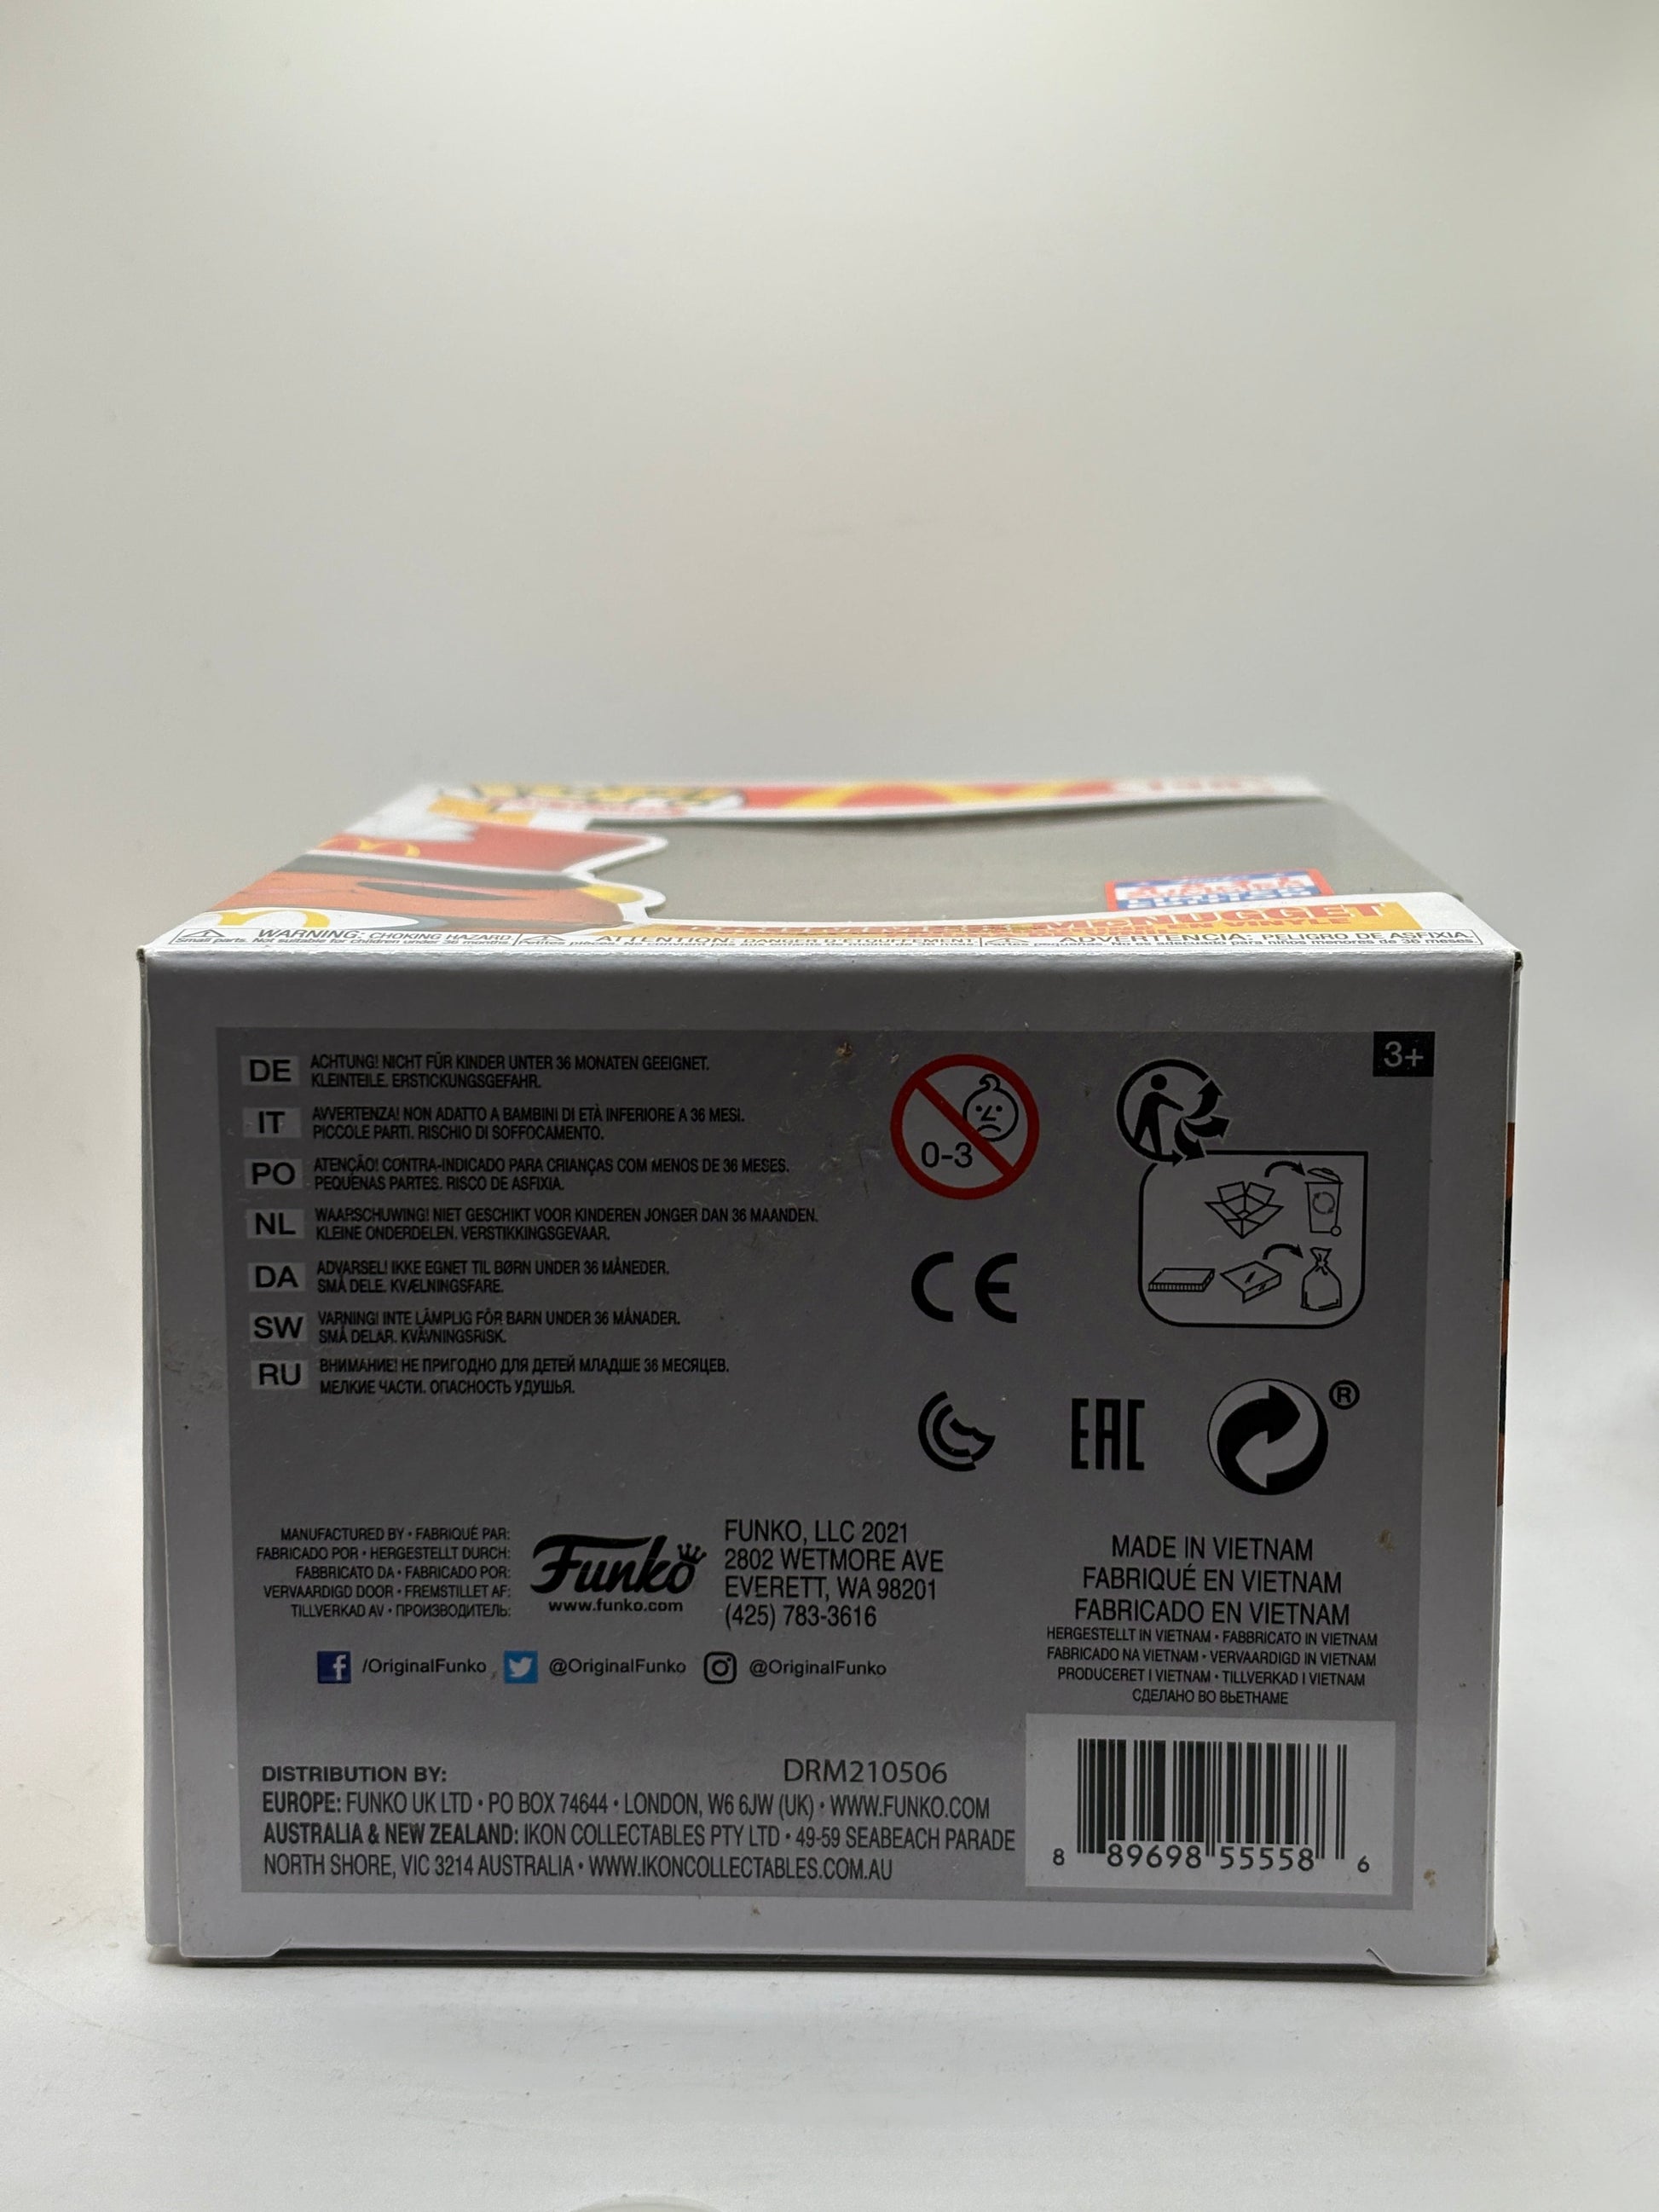 WARNING: CHOKING HAZARD.
Small parts. Not suitable for children under 36 months.
ATTENTION: DANGER D'ÉTOUFFEMENT.
ADVERTENCIA: PELIGRO DE ASFIXIA.
No adecuado para niños menores de 36 meses.
3+
DE
ACHTUNG! NICHT FÜR KINDER UNTER 36 MONATEN GEEIGNET.
KLEINTEILE. ERSTICKUNGSGEFAHR.
IT
AVVERTENZA! NON ADATTO A BAMBINI DI ETÀ INFERIORE A 36 MESI.
PICCOLE PARTI. RISCHIO DI SOFFOCAMENTO.
PO
ATENÇÃO! CONTRA-INDICADO PARA CRIANÇAS COM MENOS DE 36 MESES.
PEQUENAS PARTES. RISCO DE ASFIXIA.
NL
WAARSCHUWING! NIET GESCHIKT VOOR KINDEREN JONGER DAN 36 MAANDEN.
KLEINE ONDERDELEN. VERSTIKKINGSGEVAAR.
DA
ADVARSEL! IKKE EGNET TIL BØRN UNDER 36 MÅNEDER.
SMÅ DELE. KVÆLNINGSFARE.
SW
VARNING! INTE LÄMPLIG FÖR BARN UNDER 36 MÅNADER.
SMÅ DELAR. KVÄVNINGSRISK.
RU
ВНИМАНИЕ! НЕ ПРИГОДНО ДЛЯ ДЕТЕЙ МЛАДШЕ 36 МЕСЯЦЕВ.
МЕЛКИЕ ЧАСТИ. ОПАСНОСТЬ УДУШЬЯ.
0-3
CE
EAC
®
MANUFACTURED BY • FABRIQUÉ PAR:
FABRICADO POR • HERGESTELLT DURCH:
FABBRICATO DA • FABRICADO POR:
VERVAARDIGD DOOR • FREMSTILLET AF:
TILLVERKAD AV • ПРОИЗВОДИТЕЛЬ:
Funko
www.funko.com
FUNKO, LLC 2021
2802 WETMORE AVE
EVERETT, WA 98201
(425) 783-3616
MADE IN VIETNAM
FABRIQUÉ EN VIETNAM
FABRICADO EN VIETNAM
HERGESTELLT IN VIETNAM • FABBRICATO IN VIETNAM
FABRICADO NA VIETNAM • VERVAARDIGD IN VIETNAM
PRODUCERET I VIETNAM • TILLVERKAD I VIETNAM
СДЕЛАНО ВО ВЬЕТНАМЕ
/OriginalFunko @OriginalFunko @OriginalFunko
DISTRIBUTION BY: DRM210506
EUROPE: FUNKO UK LTD • PO BOX 74644 • LONDON, W6 6JW (UK) • WWW.FUNKO.COM
AUSTRALIA & NEW ZEALAND: IKON COLLECTABLES PTY LTD • 49-59 SEABEACH PARADE
NORTH SHORE, VIC 3214 AUSTRALIA • WWW.IKONCOLLECTABLES.COM.AU
8 89698 55558 6